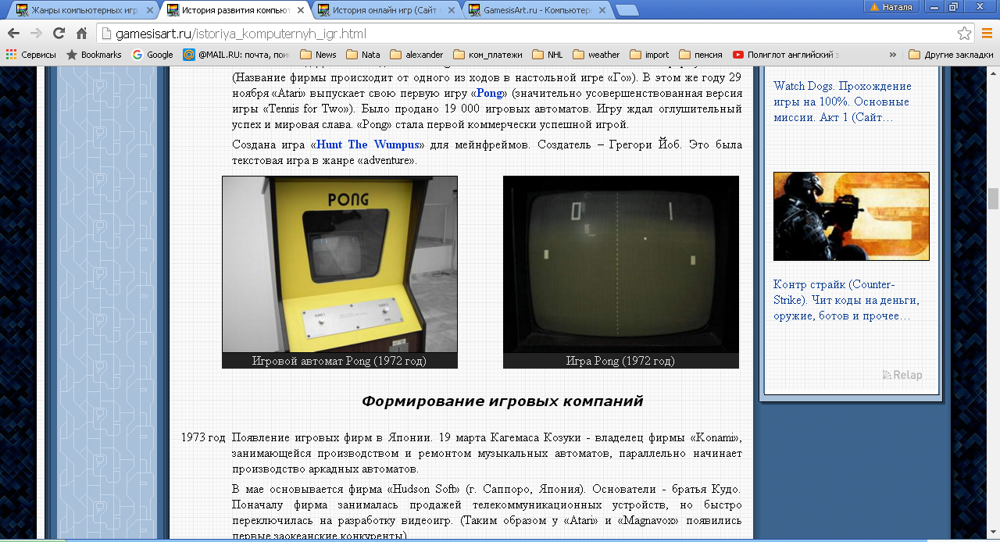 Жанры компьютерных игр
История развития компьют
История онлайн игр (Сайт
GamesisArt.ru - Компьютерн
Наталя
gamesisart.ru/istoriya_komputernyh_igr.html
Сервисы
Bookmarks
Google
@MAIL.RU: почта, пои
News
Nata
alexander
ком_платежи
NHL
weather
import
пенсия
Полиглот английский з
»
Другие закладки
(Название фирмы происходит от одного из ходов в настольной игре «Го»). В этом же году 29
ноября «Atari» выпускает свою первую игру «Pong» (значительно усовершенствованная версия
игры «Tennis for Two»). Было продано 19 000 игровых автоматов. Игру ждал оглушительный
успех и мировая слава. «Pong» стала первой коммерчески успешной игрой.
Создана игра «Hunt The Wumpus» для мейнфреймов. Создатель – Грегори Йоб. Это была
текстовая игра в жанре «adventure».
PONG
Игровой автомат Pong (1972 год)
Игра Pong (1972 год)
Формирование игровых компаний
1973 год
Появление игровых фирм в Японии. 19 марта Кагемаса Козуки - владелец фирмы «Konami»,
занимающейся производством и ремонтом музыкальных автоматов, параллельно начинает
производство аркадных автоматов.
В мае основывается фирма «Hudson Soft» (г. Саппоро, Япония). Основатели - братья Кудо.
Поначалу фирма занималась продажей телекоммуникационных устройств, но быстро
переключилась на разработку видеоигр. (Таким образом у «Atari» и «Magnavox» появились
первые заокеанские конкуренты)
Watch Dogs. Прохождение
игры на 100%. Основные
миссии. Акт 1 (Сайт…
Контр страйк (Counter-
Strike). Чит коды на деньги,
оружие, ботов и прочее…
Relap